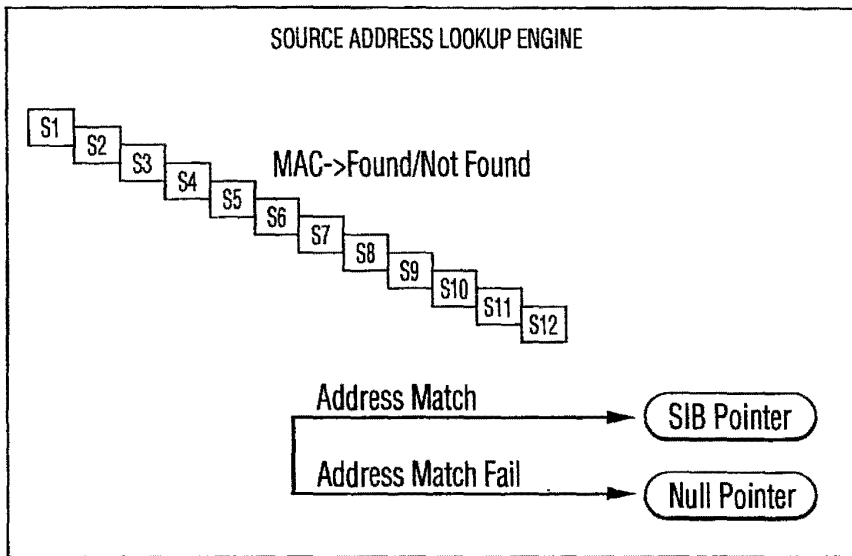 SOURCE ADDRESS LOOKUP ENGINE
S1
S2
S3
MAC->Found/Not Found
S4
S5
S6
S7
S8
S9
S10
S11
S12
Address Match
SIB Pointer
Address Match Fail
Null Pointer